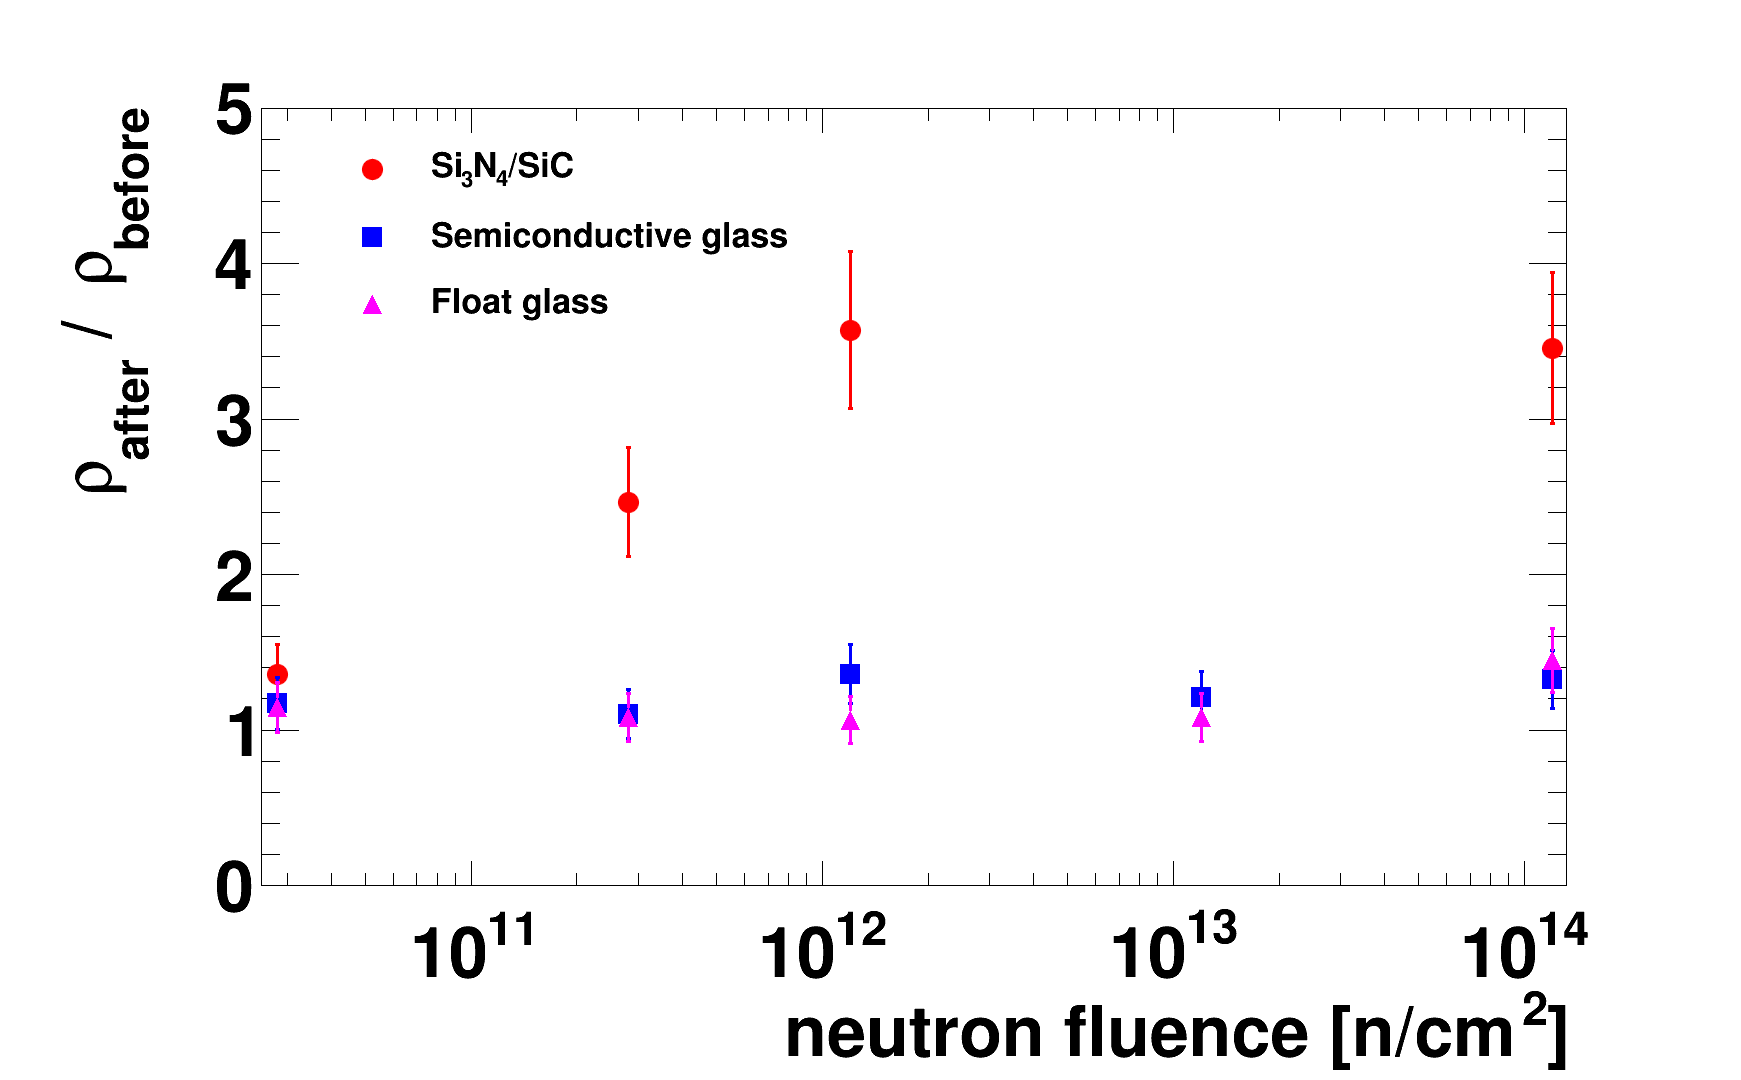 ρafter / ρbefore
5
4
3
2
1
0
Si₃N₄/SiC
Semiconductive glass
Float glass
10¹¹ 10¹² 10¹³ 10¹⁴
neutron fluence [n/cm²]